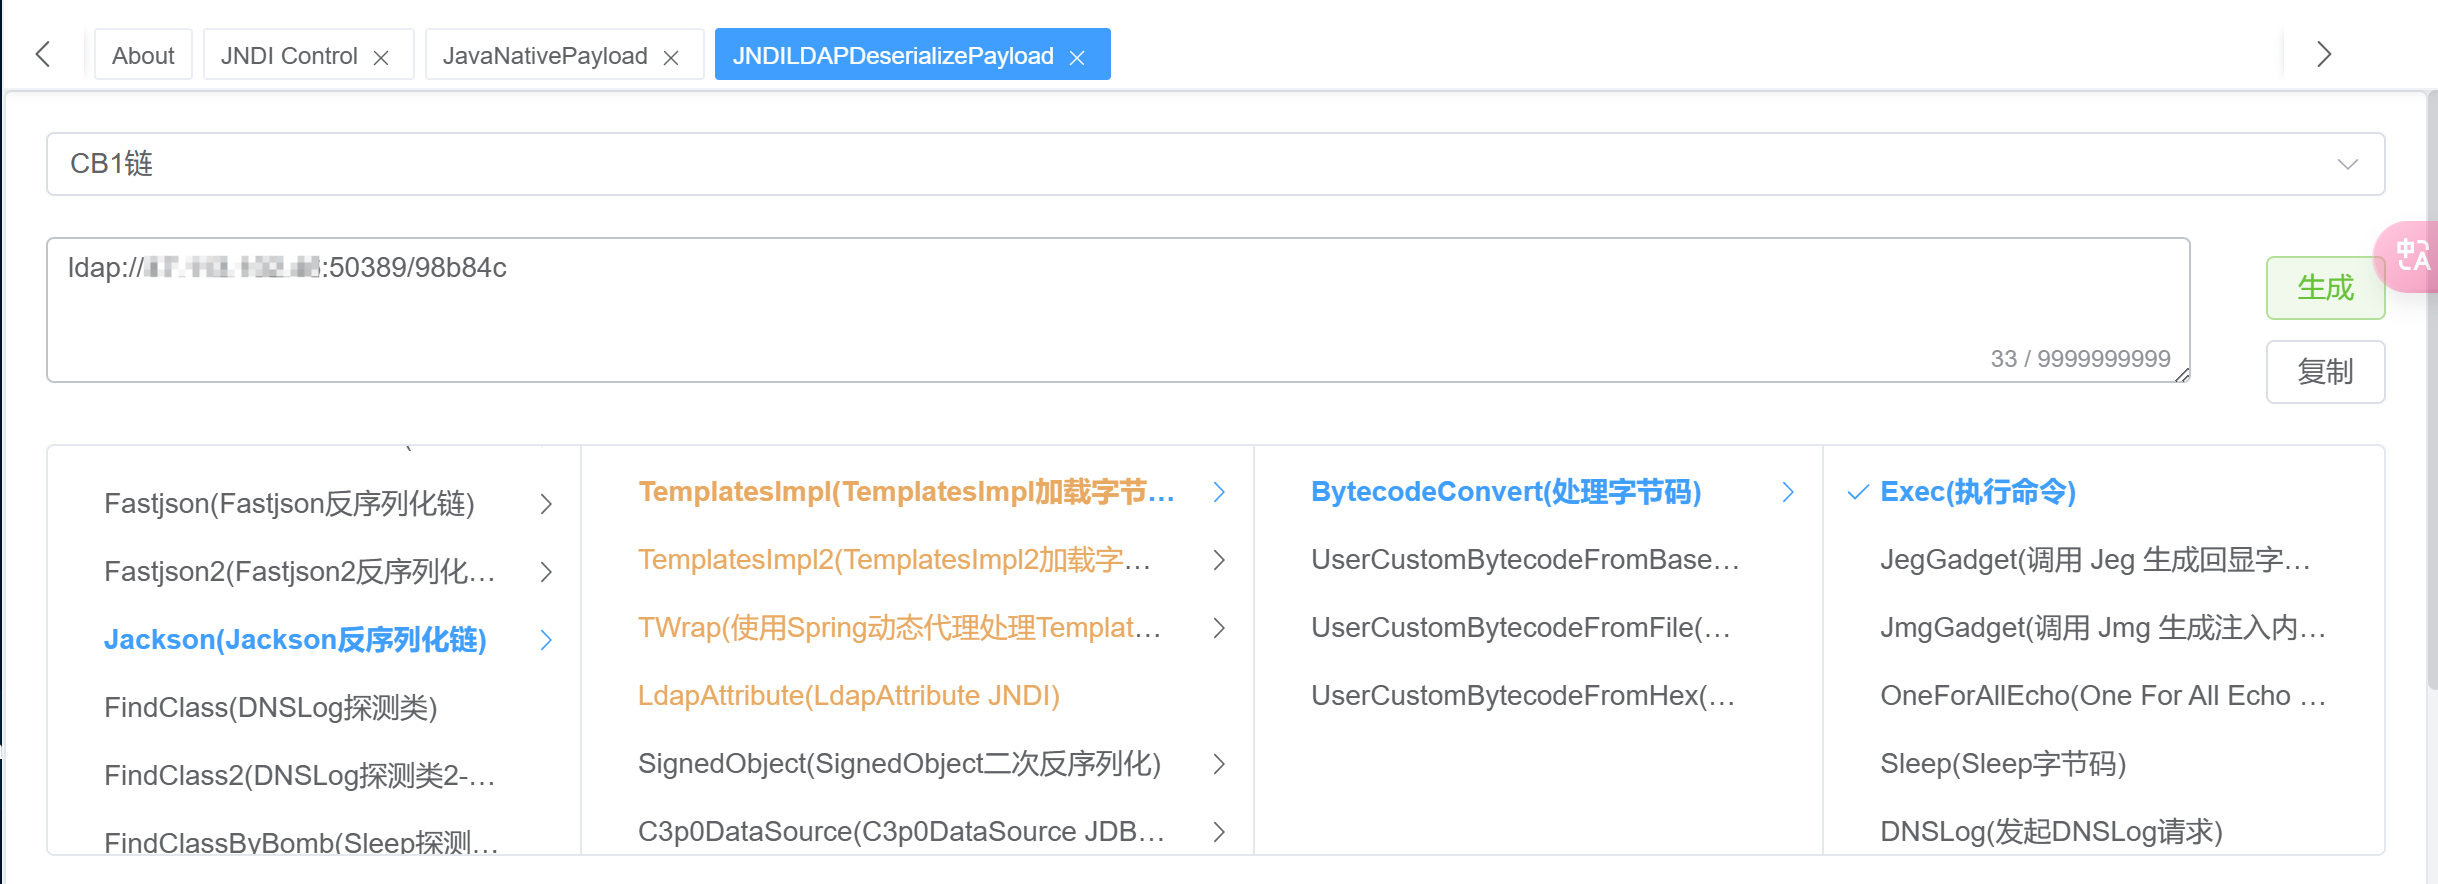 About
JNDI Control
JavaNativePayload
JNDILDAPDeserializePayload
CB1链
ldap://
:50389/98b84c
33 / 9999999999
生成
复制
中A
Fastjson(Fastjson反序列化链)
Fastjson2(Fastjson2反序列化...
Jackson(Jackson反序列化链)
FindClass(DNSLog探测类)
FindClass2(DNSLog探测类2-...
FindClassByBomb(Sleep探测...
TemplatesImpl(TemplatesImpl加载字节...
TemplatesImpl2(TemplatesImpl2加载字...
TWrap(使用Spring动态代理处理Templat...
LdapAttribute(LdapAttribute JNDI)
SignedObject(SignedObject二次反序列化)
C3p0DataSource(C3p0DataSource JDB...
BytecodeConvert(处理字节码)
UserCustomBytecodeFromBase...
UserCustomBytecodeFromFile(...
UserCustomBytecodeFromHex(...
Exec(执行命令)
JegGadget(调用 Jeg 生成回显字...
JmgGadget(调用 Jmg 生成注入内...
OneForAllEcho(One For All Echo ...
Sleep(Sleep字节码)
DNSLog(发起DNSLog请求)